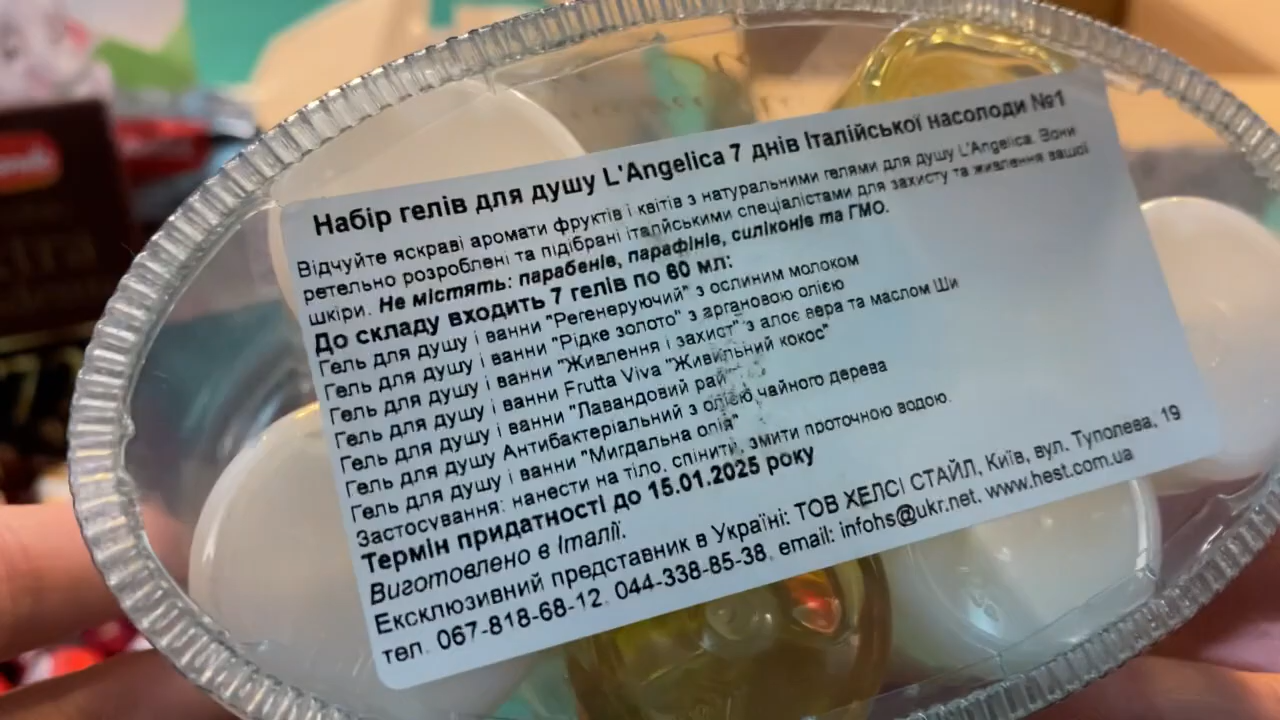 Набір гелів для душу L'Angelica 7 днів Італійської насолоди №1
Відчуйте яскраві аромати фруктів і квітів з натуральними гелями для душу L'Angelica. Вони
ретельно розроблені та підібрані італійськими спеціалістами для захисту та живлення вашої
шкіри. Не містять: парабенів, парафінів, силіконів та ГМО.
До складу входить 7 гелів по 60 мл:
Гель для душу і ванни "Регенеруючий" з ослиним молоком
Гель для душу і ванни "Рідке золото" з аргановою олією
Гель для душу і ванни "Живлення і захист" з алое вера та маслом Ши
Гель для душу і ванни Frutta Viva "Живильний кокос"
Гель для душу і ванни "Лавандовий рай"
Гель для душу Антибактеріальний з олією чайного дерева
Гель для душу і ванни "Мигдальна олія"
Застосування: нанести на тіло, спінити, змити проточною водою.
Термін придатності до 15.01.2025 року
Виготовлено в Італії.
Ексклюзивний представник в Україні: ТОВ ХЕЛСІ СТАЙЛ, Київ, вул. Туполєва, 19
тел. 067-818-68-12, 044-338-85-38, email: infohs@ukr.net, www.hest.com.ua